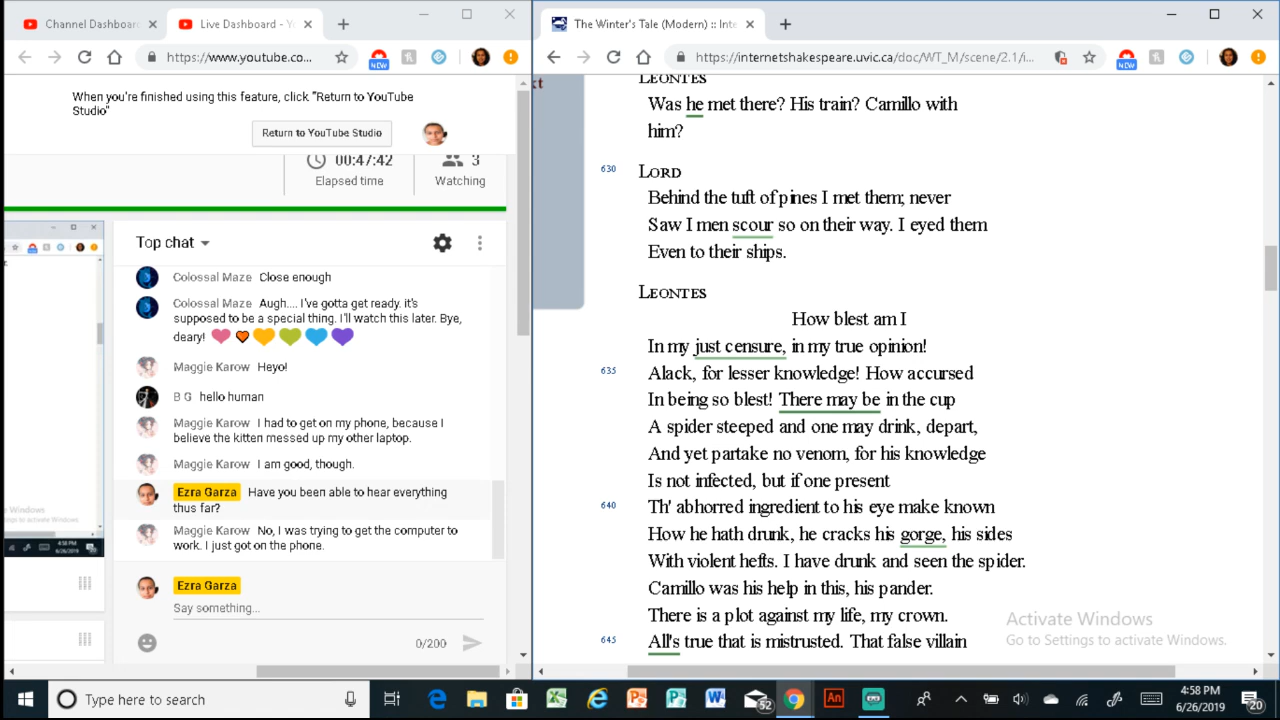 Channel Dashboard
Live Dashboard - Y
The Winter's Tale (Modern) :: Int
https://www.youtube.co...
NEW
https://internetshakespeare.uvic.ca/doc/WT_M/scene/2.1/i...
NEW
When you're finished using this feature, click "Return to YouTube
Studio"
Return to YouTube Studio
00:47:42
3
Elapsed time
Watching
Top chat
Colossal Maze Close enough
Colossal Maze Augh.... I've gotta get ready. it's
supposed to be a special thing. I'll watch this later. Bye,
deary!
Maggie Karow Heyo!
B G hello human
Maggie Karow I had to get on my phone, because I
believe the kitten messed up my other laptop.
Maggie Karow I am good, though.
Ezra Garza Have you been able to hear everything
thus far?
Maggie Karow No, I was trying to get the computer to
work. I just got on the phone.
Ezra Garza
Say something...
0/200
LEONTES
Was he met there? His train? Camillo with
him?
630 LORD
Behind the tuft of pines I met them; never
Saw I men scour so on their way. I eyed them
Even to their ships.
LEONTES
How blest am I
In my just censure, in my true opinion!
635 Alack, for lesser knowledge! How accursed
In being so blest! There may be in the cup
A spider steeped and one may drink, depart,
And yet partake no venom, for his knowledge
Is not infected, but if one present
640 Th' abhorred ingredient to his eye make known
How he hath drunk, he cracks his gorge, his sides
With violent hefts. I have drunk and seen the spider.
Camillo was his help in this, his pander.
There is a plot against my life, my crown.
645 All's true that is mistrusted. That false villain
Activate Windows
Go to Settings to activate Windows.
Type here to search
52
4:58 PM
6/26/2019
20